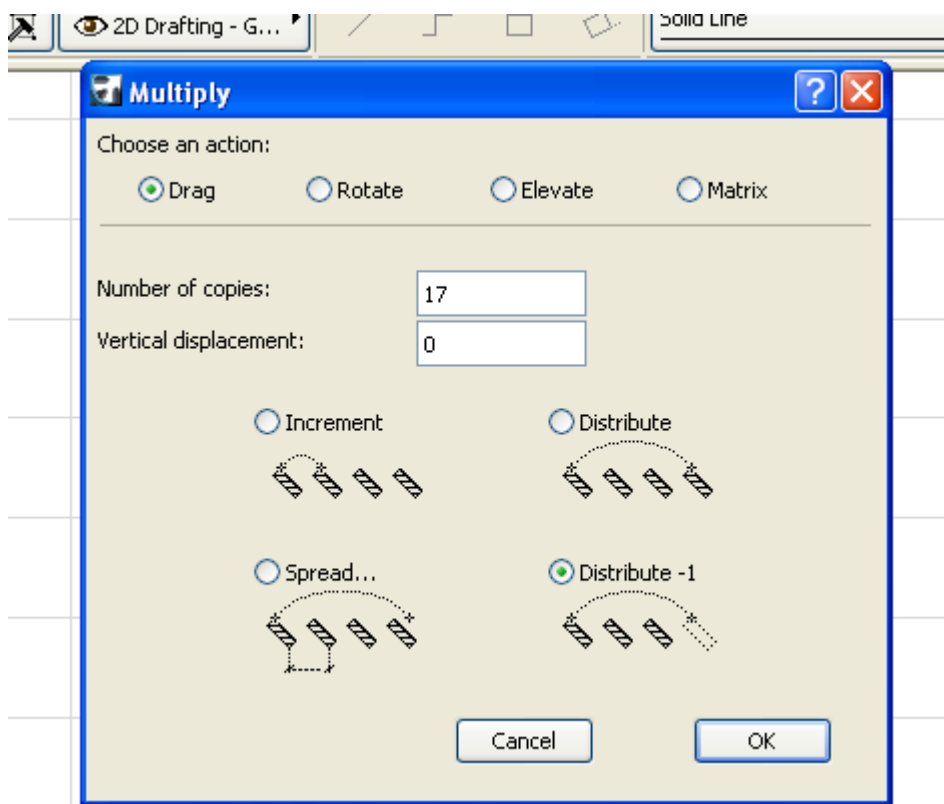 2D Drafting - G...
Solid Line
Multiply
Choose an action:
Drag Rotate Elevate Matrix
Number of copies: 17
Vertical displacement: 0
Increment Distribute
Spread... Distribute -1
Cancel OK